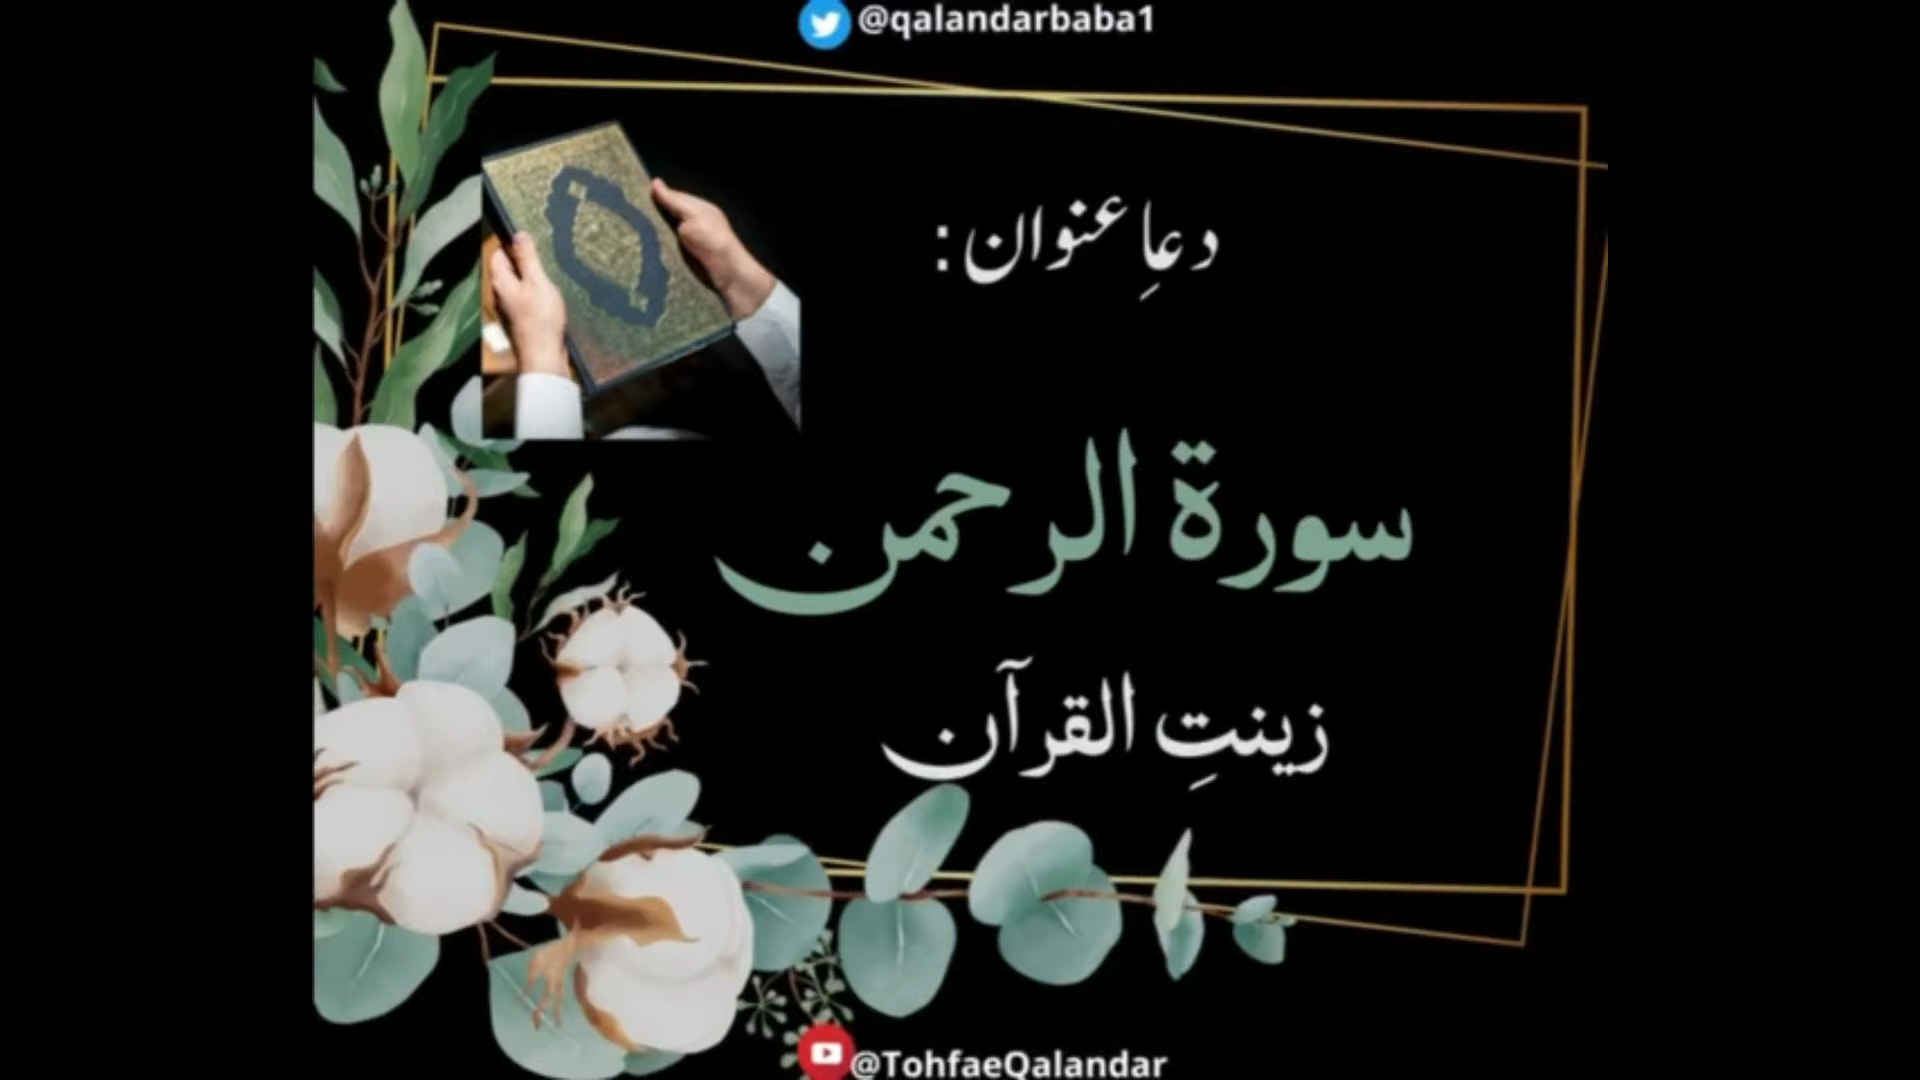 @qalandarbaba1
دعاِ عنوان :
سورة الرحمن
زینتِ القرآن
@TohfaeQalandar